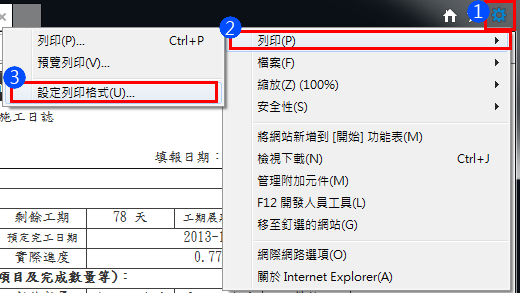 1
2
3
列印(P)... Ctrl+P
預覽列印(V)...
設定列印格式(U)...
列印(P)
檔案(F)
縮放(Z) (100%)
安全性(S)
將網站新增到 [開始] 功能表(M)
檢視下載(N) Ctrl+J
管理附加元件(M)
F12 開發人員工具(L)
移至釘選的網站(G)
網際網路選項(O)
關於 Internet Explorer(A)
施工日誌
填報日期：
剩餘工期 78 天 工期展
預定完工日期 2013-1
實際進度 0.77
項目及完成數量等)：